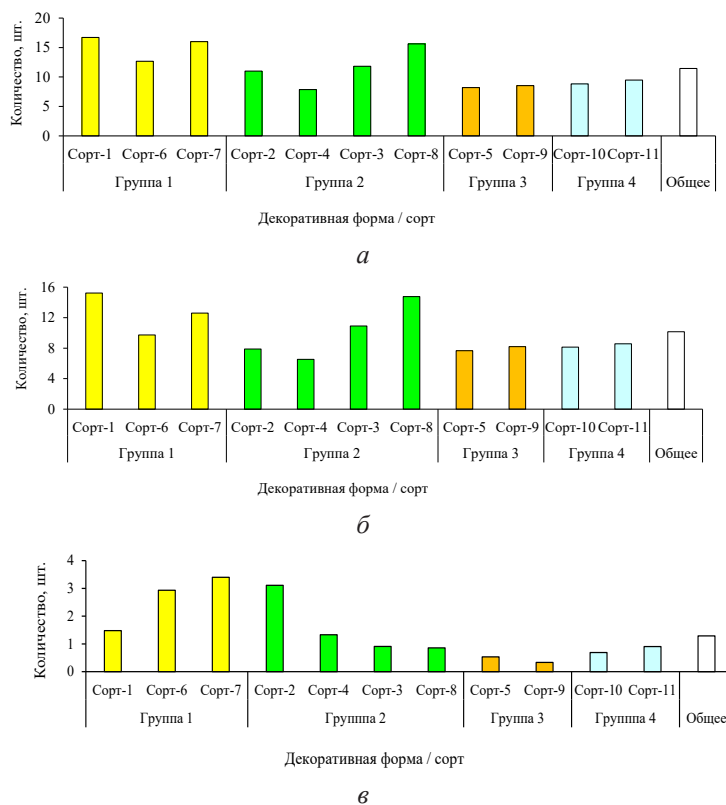 Количество, шт.
20
15
10
5
0
Сорт-1 Сорт-6 Сорт-7 Сорт-2 Сорт-4 Сорт-3 Сорт-8 Сорт-5 Сорт-9 Сорт-10 Сорт-11
Группа 1 Группа 2 Группа 3 Группа 4 Общее
Декоративная форма / сорт
а
Количество, шт.
16
12
8
4
0
Сорт-1 Сорт-6 Сорт-7 Сорт-2 Сорт-4 Сорт-3 Сорт-8 Сорт-5 Сорт-9 Сорт-10 Сорт-11
Группа 1 Группа 2 Группа 3 Группа 4 Общее
Декоративная форма / сорт
б
Количество, шт.
4
3
2
1
0
Сорт-1 Сорт-6 Сорт-7 Сорт-2 Сорт-4 Сорт-3 Сорт-8 Сорт-5 Сорт-9 Сорт-10 Сорт-11
Группа 1 Групппа 2 Группа 3 Групппа 4 Общее
Декоративная форма / сорт
в